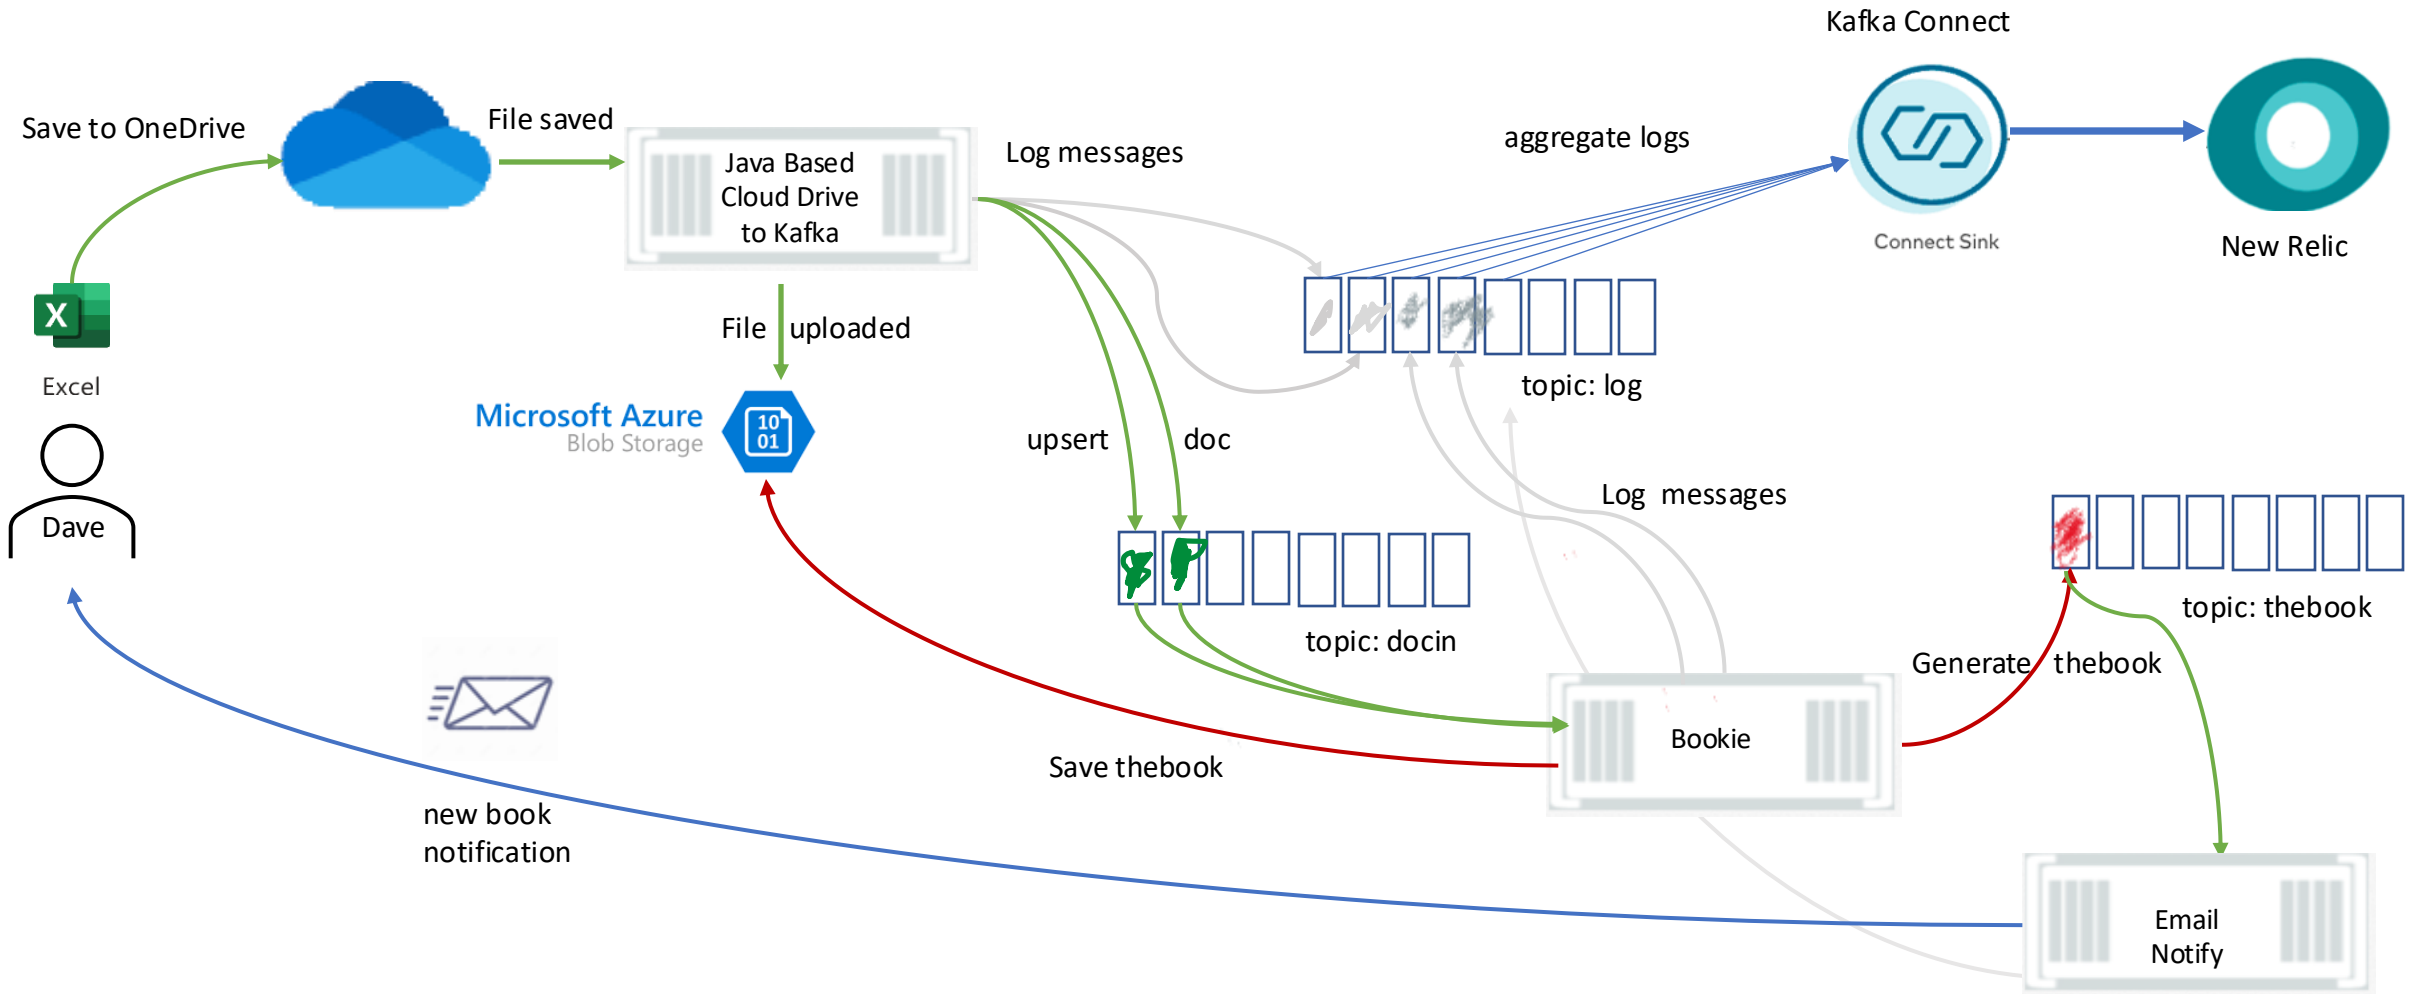 Kafka Connect
Save to OneDrive
File saved
Java Based
Cloud Drive
to Kafka
Log messages
aggregate logs
Connect Sink
New Relic
X
Excel
File uploaded
Microsoft Azure
Blob Storage
10
01
upsert
doc
topic: log
Dave
Log messages
topic: docin
topic: thebook
Generate thebook
Bookie
Save thebook
new book
notification
Email
Notify